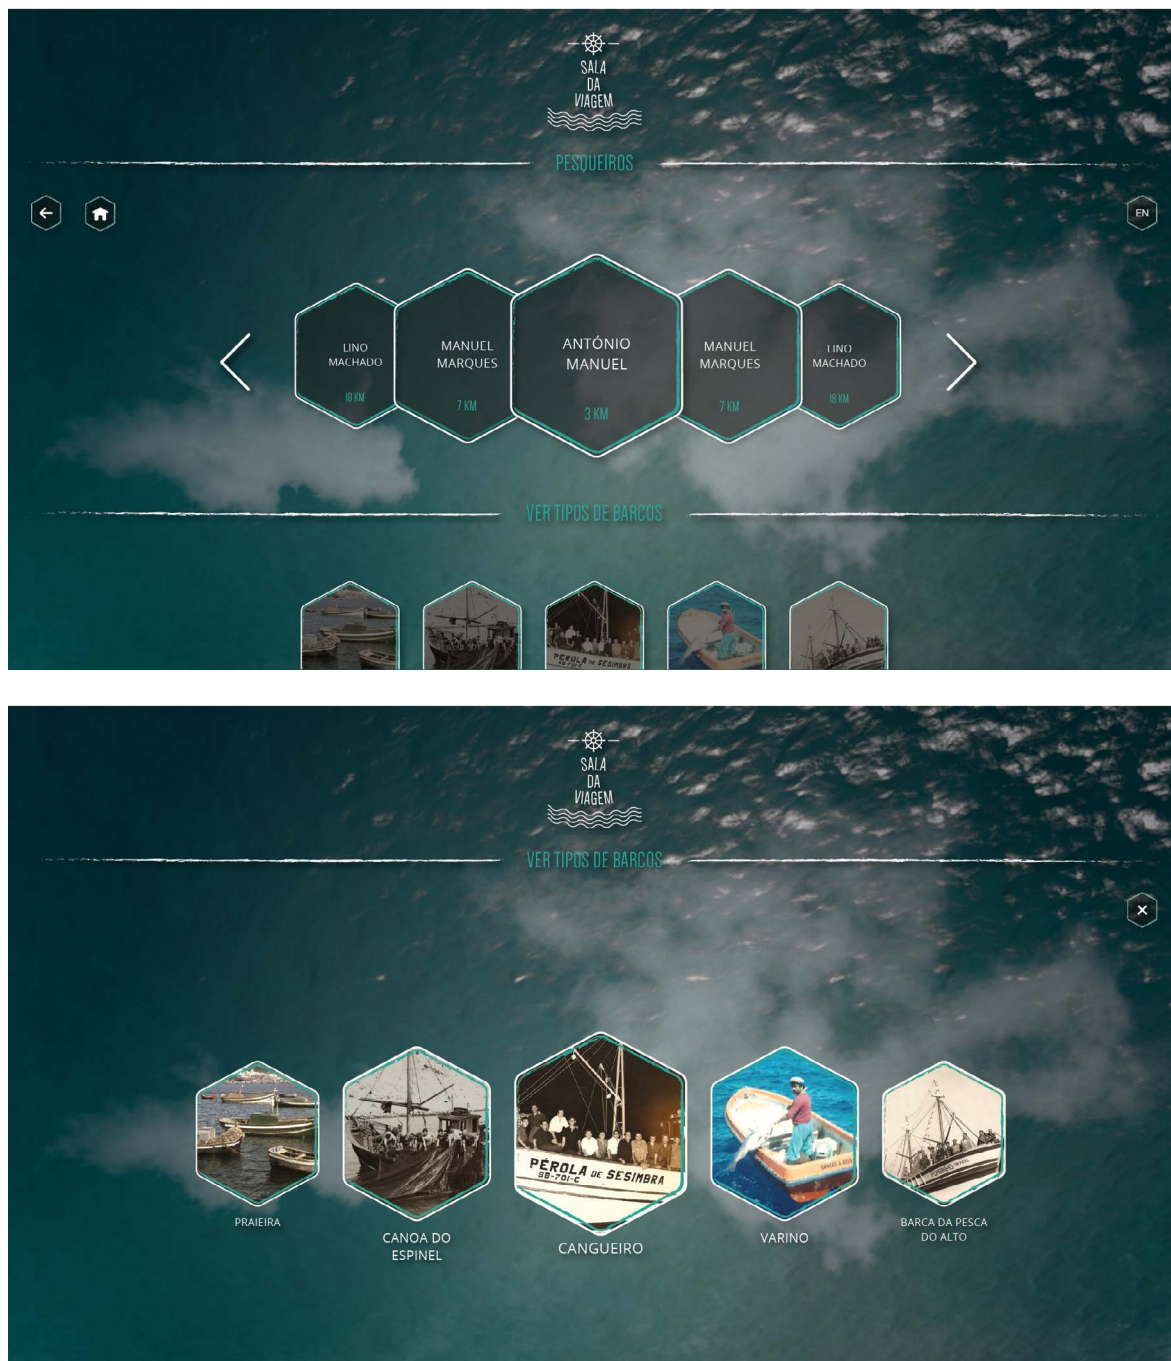 SALA
DA
VIAGEM
PESQUEIROS
EN
LINO
MACHADO
18 KM
MANUEL
MARQUES
7 KM
ANTÓNIO
MANUEL
3 KM
MANUEL
MARQUES
7 KM
LINO
MACHADO
18 KM
VER TIPOS DE BARCOS
PÉROLA DE SESIMBRA
SB-701-C
SALA
DA
VIAGEM
VER TIPOS DE BARCOS
PÉROLA DE SESIMBRA
SB-701-C
PRAIEIRA
CANOA DO
ESPINEL
CANGUEIRO
VARINO
BARCA DA PESCA
DO ALTO